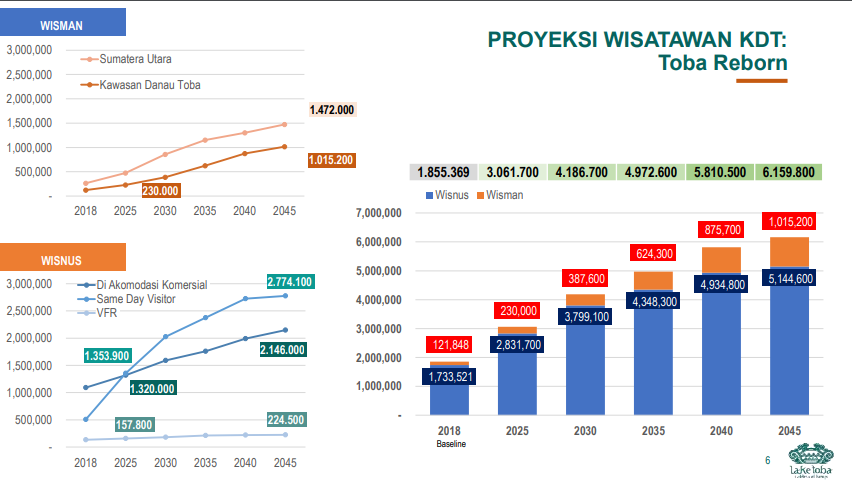 WISMAN
3,000,000
2,500,000
2,000,000
1,500,000
1,000,000
500,000
-
Sumatera Utara
Kawasan Danau Toba
1.472.000
1.015.200
230.000
2018 2025 2030 2035 2040 2045
PROYEKSI WISATAWAN KDT:
Toba Reborn
WISNUS
3,000,000
2,500,000
2,000,000
1,500,000
1,000,000
500,000
-
Di Akomodasi Komersial
Same Day Visitor
VFR
2.774.100
1.353.900
2.146.000
1.320.000
157.800
224.500
2018 2025 2030 2035 2040 2045
1.855.369 3.061.700 4.186.700 4.972.600 5.810.500 6.159.800
Wisnus Wisman
7,000,000
6,000,000
5,000,000
4,000,000
3,000,000
2,000,000
1,000,000
-
121,848 230,000 387,600 624,300 875,700 1,015,200
1,733,521 2,831,700 3,799,100 4,348,300 4,934,800 5,144,600
2018 2025 2030 2035 2040 2045
Baseline
6
Lake Toba